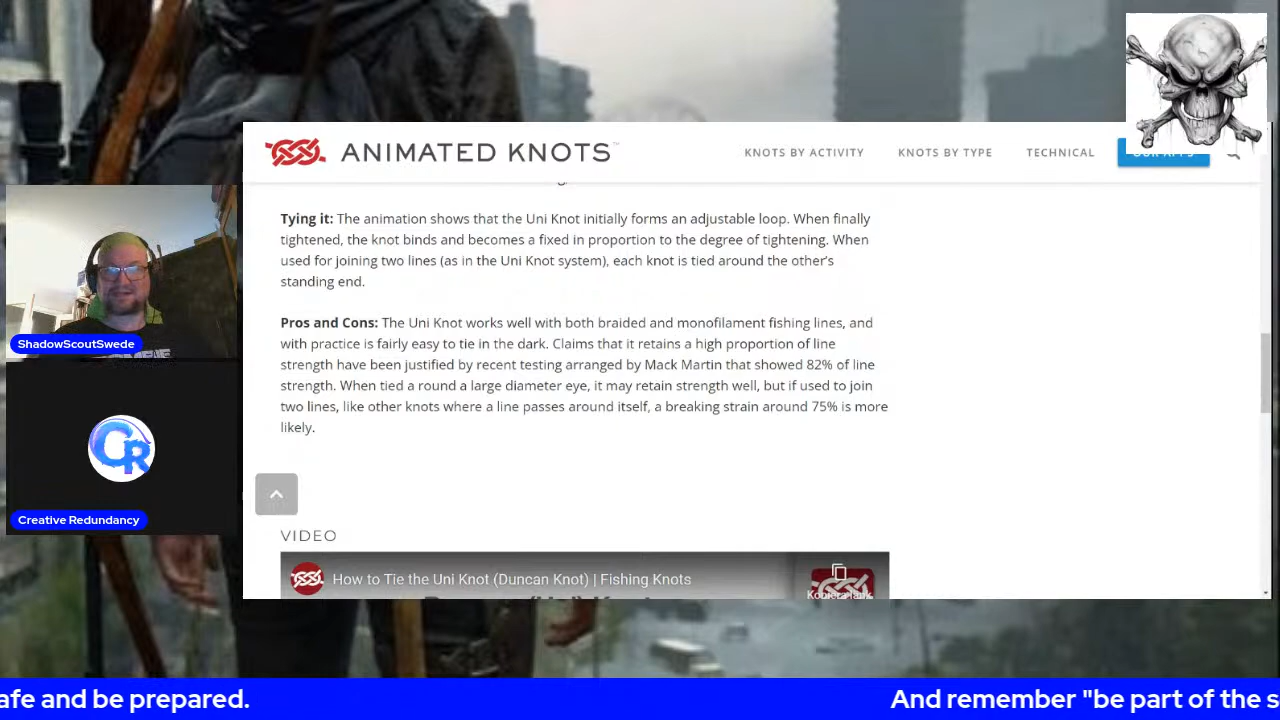 ANIMATED KNOTS
KNOTS BY ACTIVITY
KNOTS BY TYPE
TECHNICAL
Tying it: The animation shows that the Uni Knot initially forms an adjustable loop. When finally
tightened, the knot binds and becomes a fixed in proportion to the degree of tightening. When
used for joining two lines (as in the Uni Knot system), each knot is tied around the other's
standing end.
Pros and Cons: The Uni Knot works well with both braided and monofilament fishing lines, and
with practice is fairly easy to tie in the dark. Claims that it retains a high proportion of line
strength have been justified by recent testing arranged by Mack Martin that showed 82% of line
strength. When tied a round a large diameter eye, it may retain strength well, but if used to join
two lines, like other knots where a line passes around itself, a breaking strain around 75% is more
likely.
VIDEO
How to Tie the Uni Knot (Duncan Knot) | Fishing Knots
ShadowScoutSwede
CR
Creative Redundancy
afe and be prepared.
And remember "be part of the s